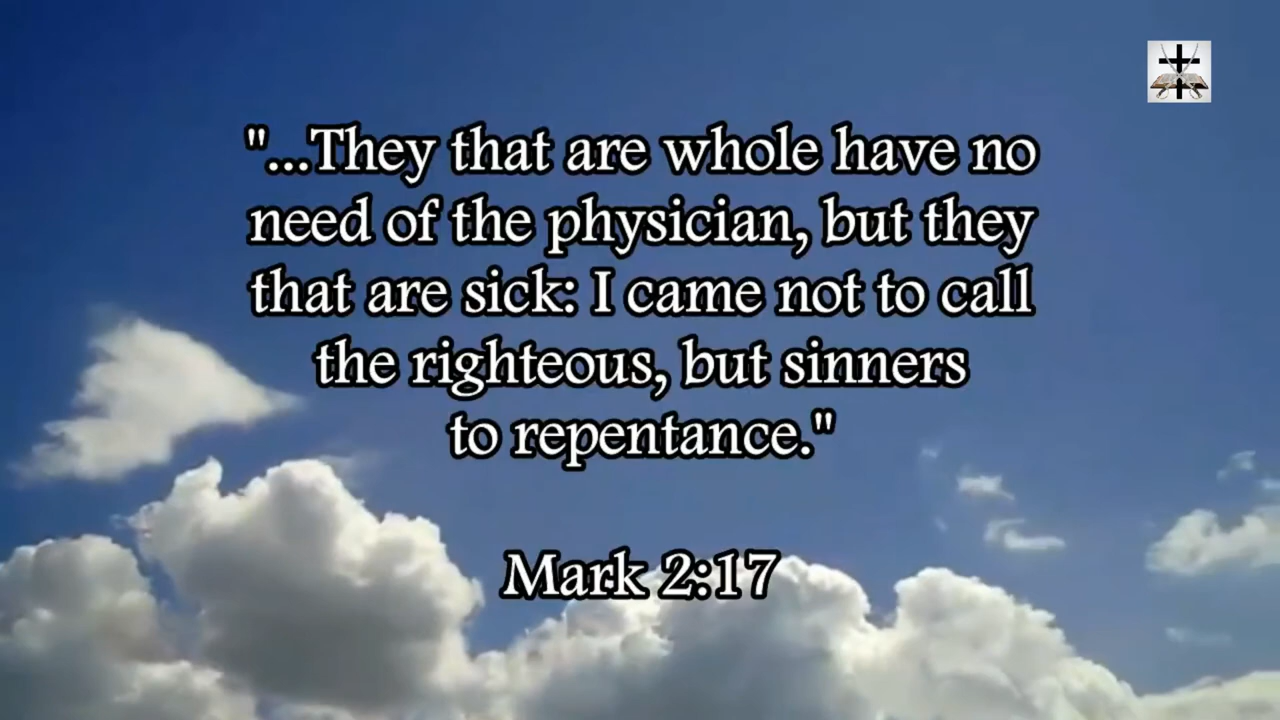 "...They that are whole have no
need of the physician, but they
that are sick: I came not to call
the righteous, but sinners
to repentance."
Mark 2:17